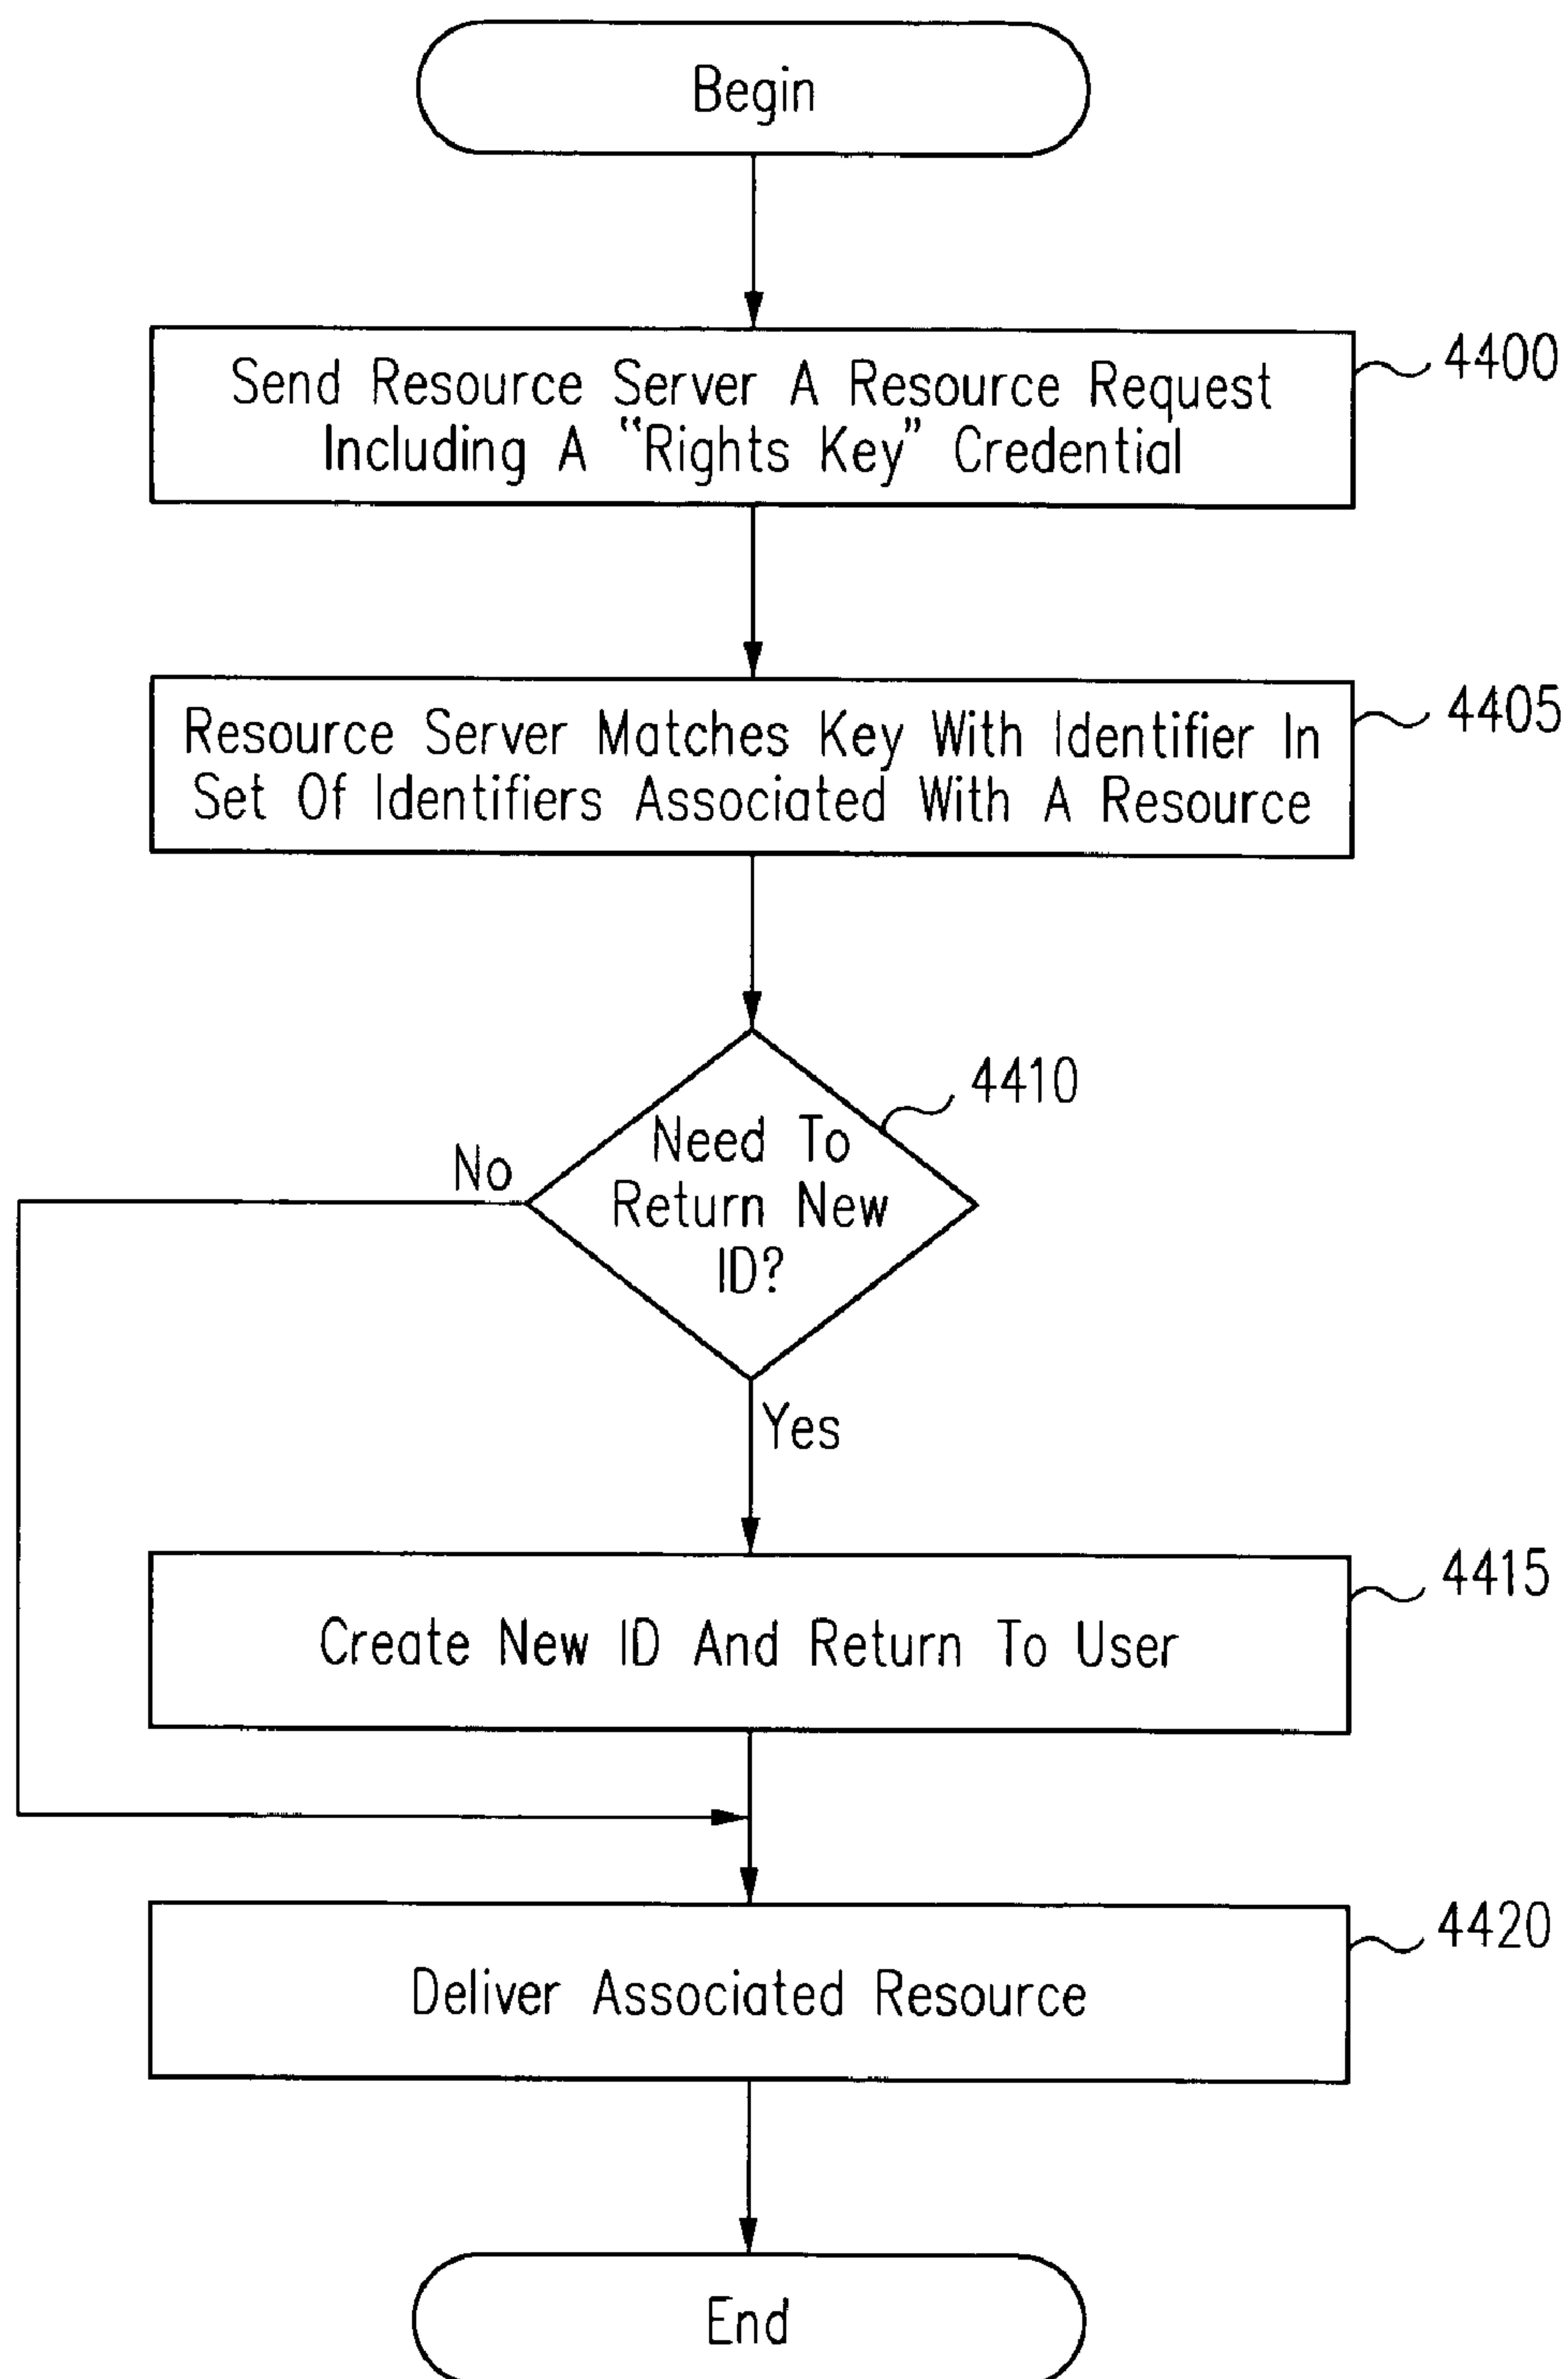 Begin
Send Resource Server A Resource Request
Including A "Rights Key" Credential
4400
Resource Server Matches Key With Identifier In
Set Of Identifiers Associated With A Resource
4405
4410
Need To
Return New
ID?
No
Yes
Create New ID And Return To User
4415
Deliver Associated Resource
4420
End